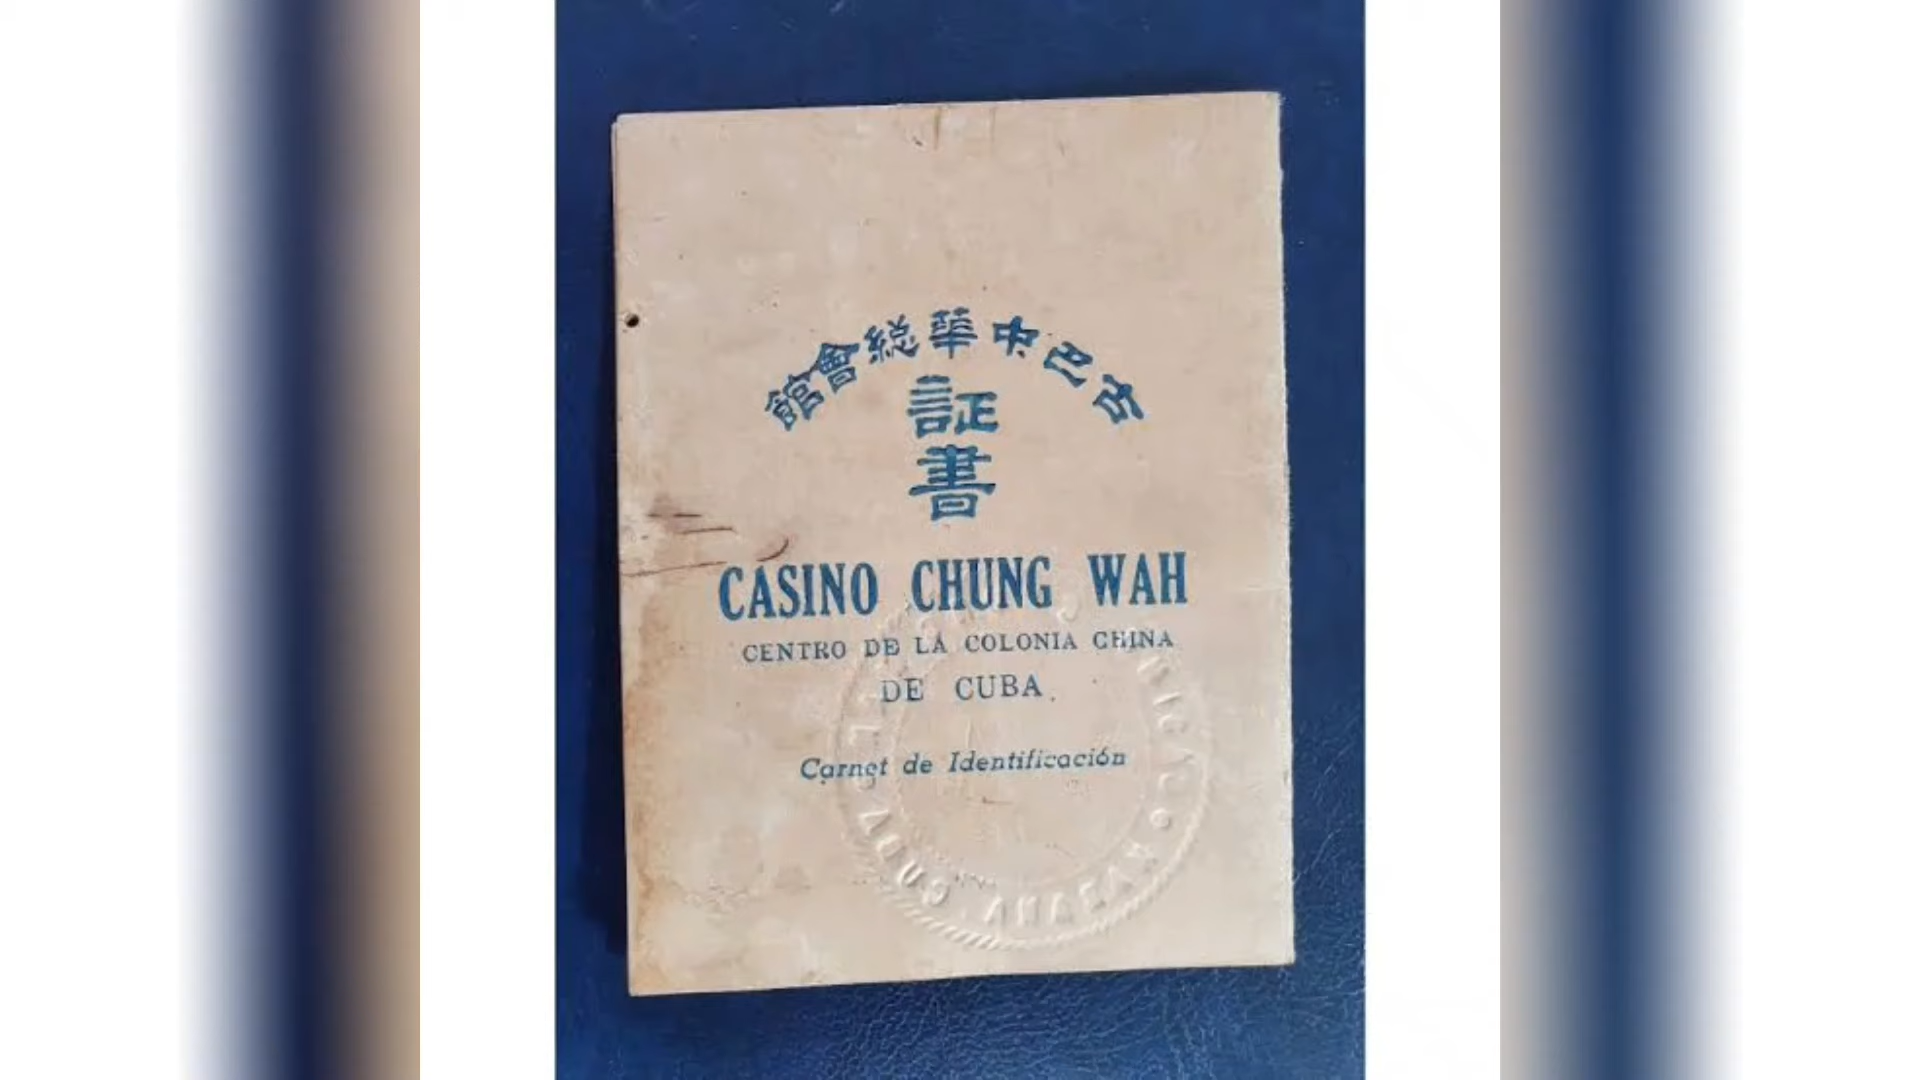 古巴中華総會館
証書
CASINO CHUNG WAH
CENTRO DE LA COLONIA CHINA
DE CUBA
Carnet de Identificación